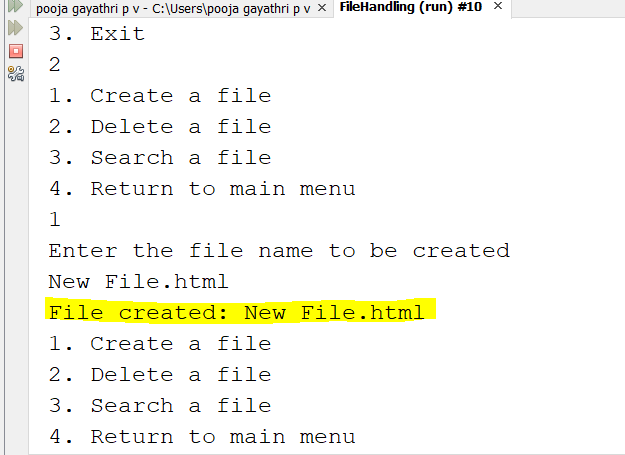 pooja gayathri p v - C:\Users\pooja gayathri p v × FileHandling (run) #10 ×
3. Exit
2
1. Create a file
2. Delete a file
3. Search a file
4. Return to main menu
1
Enter the file name to be created
New File.html
File created: New File.html
1. Create a file
2. Delete a file
3. Search a file
4. Return to main menu